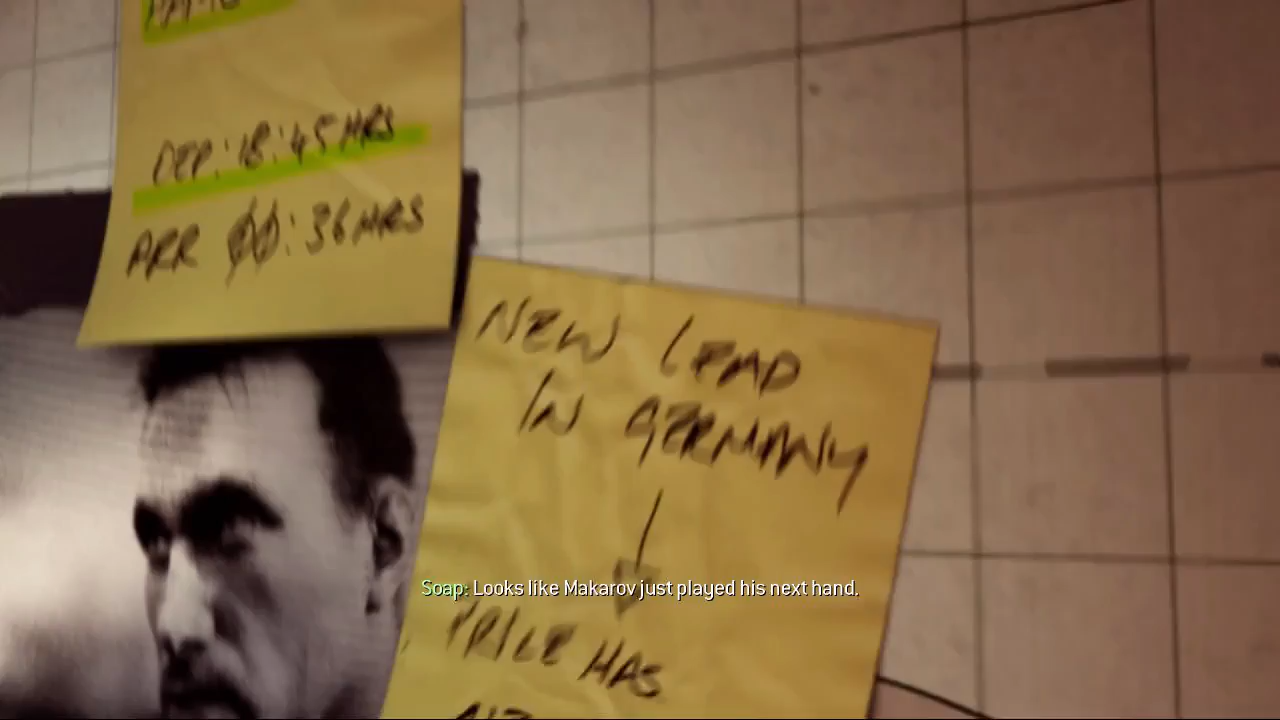 DEP: 18:45 HRS
ARR 00:36 HRS
NEW LEAD
IN GERMANY
Soap: Looks like Makarov just played his next hand.
PRICE HAS